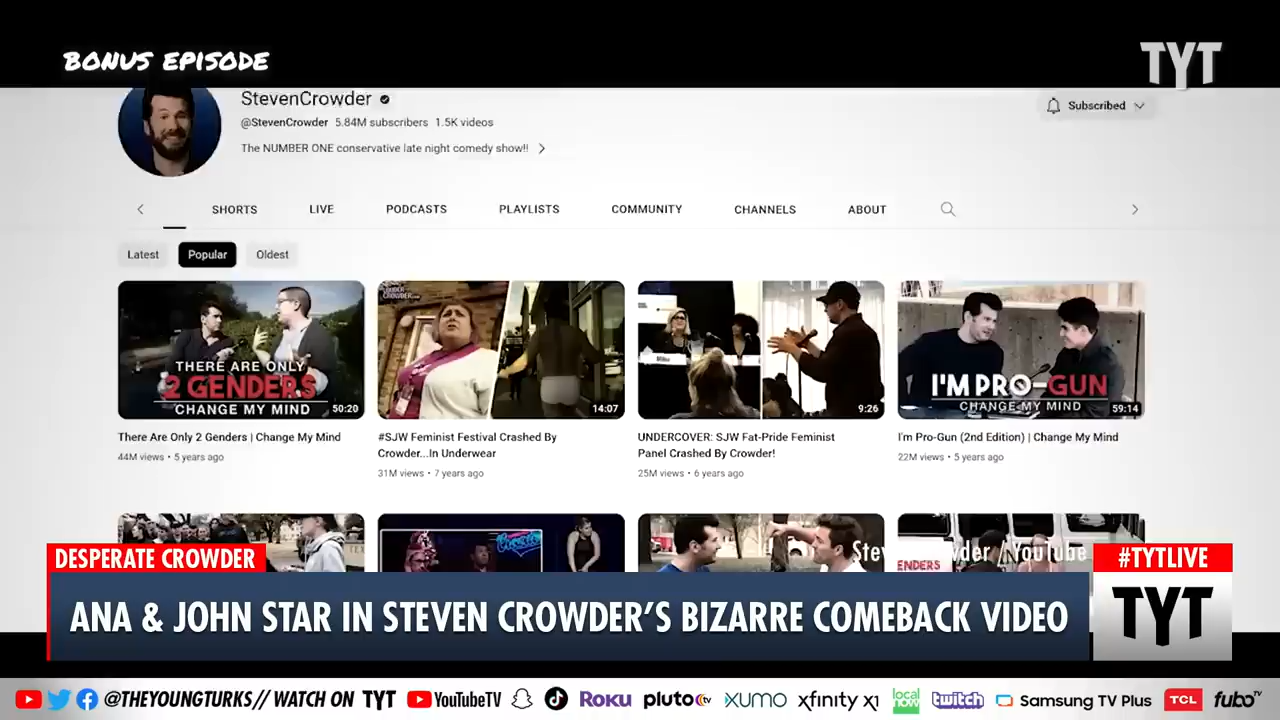 BONUS EPISODE
TYT
StevenCrowder
@StevenCrowder 5.84M subscribers 1.5K videos
Subscribed
The NUMBER ONE conservative late night comedy show!!
SHORTS LIVE PODCASTS PLAYLISTS COMMUNITY CHANNELS ABOUT
Latest Popular Oldest
THERE ARE ONLY
2 GENDERS
CHANGE MY MIND
50:20
14:07
9:26
I'M PRO-GUN
CHANGE MY MIND
59:14
There Are Only 2 Genders | Change My Mind
44M views • 5 years ago
#SJW Feminist Festival Crashed By
Crowder...In Underwear
31M views • 7 years ago
UNDERCOVER: SJW Fat-Pride Feminist
Panel Crashed By Crowder!
25M views • 6 years ago
I'm Pro-Gun (2nd Edition) | Change My Mind
22M views • 5 years ago
Steven Crowder / YouTube
DESPERATE CROWDER
#TYTLIVE
ANA & JOHN STAR IN STEVEN CROWDER'S BIZARRE COMEBACK VIDEO
TYT
@THEYOUNGTURKS // WATCH ON TYT YouTubeTV Roku pluto tv XUMO xfinity x1 local now twitch Samsung TV Plus TCL fubo TV